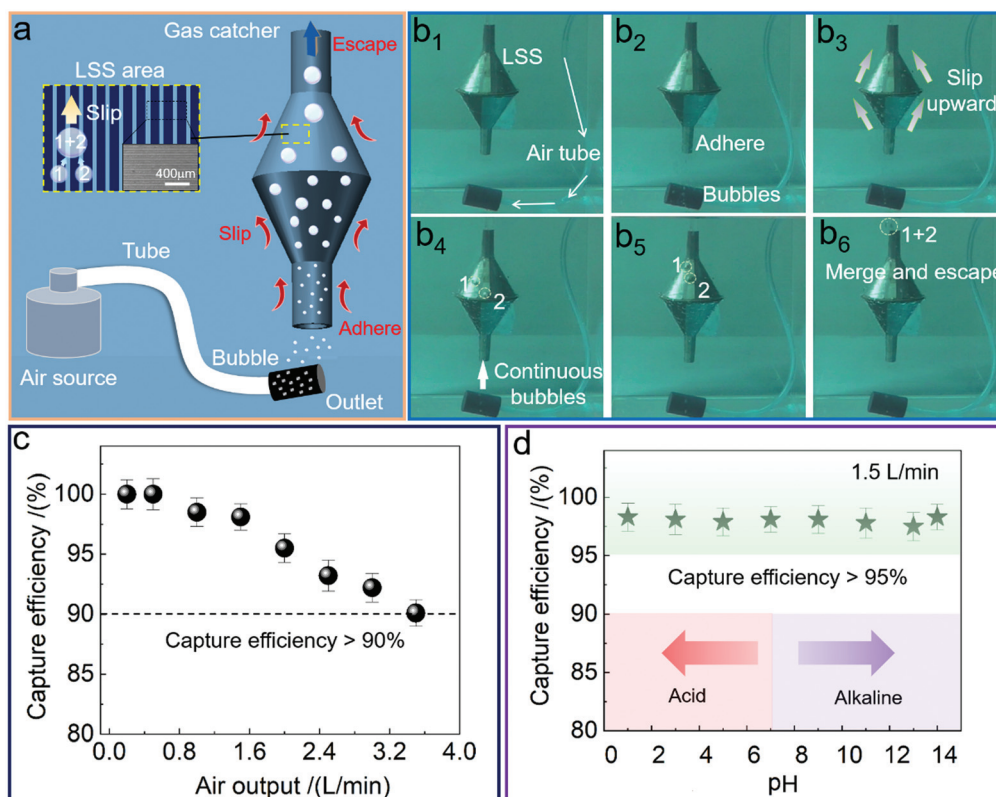 a
Gas catcher
Escape
LSS area
Slip
1+2
1
2
400μm
Slip
Tube
Adhere
Bubble
Air source
Outlet
b1
LSS
Air tube
b2
Adhere
Bubbles
b3
Slip
upward
b4
1
2
Continuous
bubbles
b5
1
2
b6
1+2
Merge and escape
c
Capture efficiency /(%)
100
95
90
85
80
Capture efficiency > 90%
0.0 0.8 1.6 2.4 3.2 4.0
Air output /(L/min)
d
Capture efficiency /(%)
1.5 L/min
100
95
90
85
80
Capture efficiency > 95%
Acid
Alkaline
0 2 4 6 8 10 12 14
pH